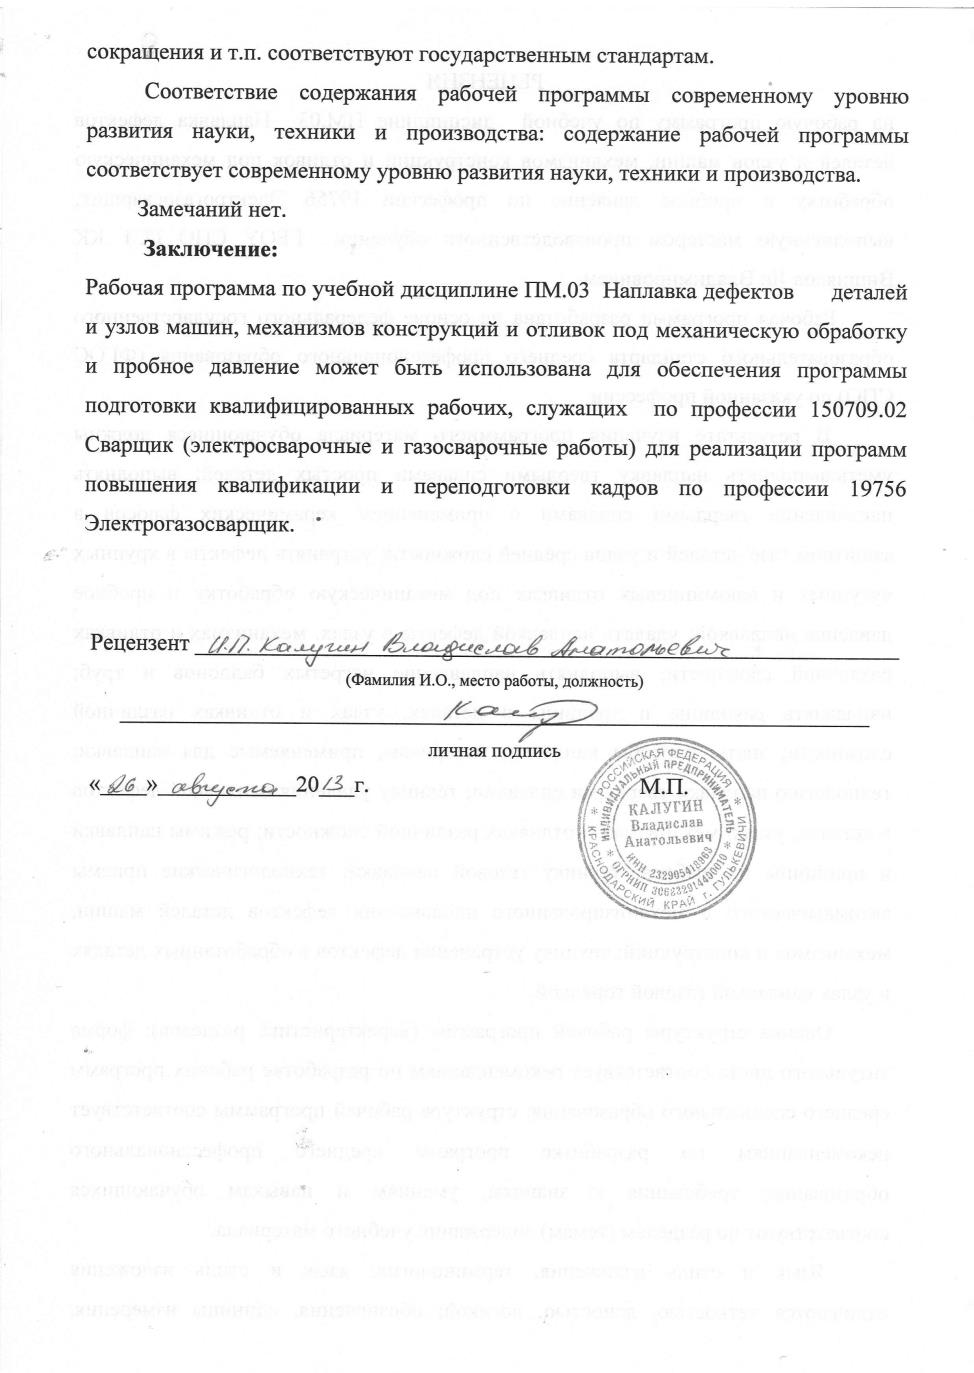 сокращения и т.п. соответствуют государственным стандартам.
Соответствие содержания рабочей программы современному уровню
развития науки, техники и производства: содержание рабочей программы
соответствует современному уровню развития науки, техники и производства.
Замечаний нет.
Заключение:
Рабочая программа по учебной дисциплине ПМ.03 Наплавка дефектов деталей
и узлов машин, механизмов конструкций и отливок под механическую обработку
и пробное давление может быть использована для обеспечения программы
подготовки квалифицированных рабочих, служащих по профессии 150709.02
Сварщик (электросварочные и газосварочные работы) для реализации программ
повышения квалификации и переподготовки кадров по профессии 19756
Электрогазосварщик.
Рецензент И.П. Калугин Владислав Анатольевич
(Фамилия И.О., место работы, должность)
личная подпись
«26» августа 2013 г.
М.П.
РОССИЙСКАЯ ФЕДЕРАЦИЯ
ИНДИВИДУАЛЬНЫЙ ПРЕДПРИНИМАТЕЛЬ
КАЛУГИН
Владислав
Анатольевич
ИНН
ОГРНИП
КРАСНОДАРСКИЙ КРАЙ г. ГУЛЬКЕВИЧИ